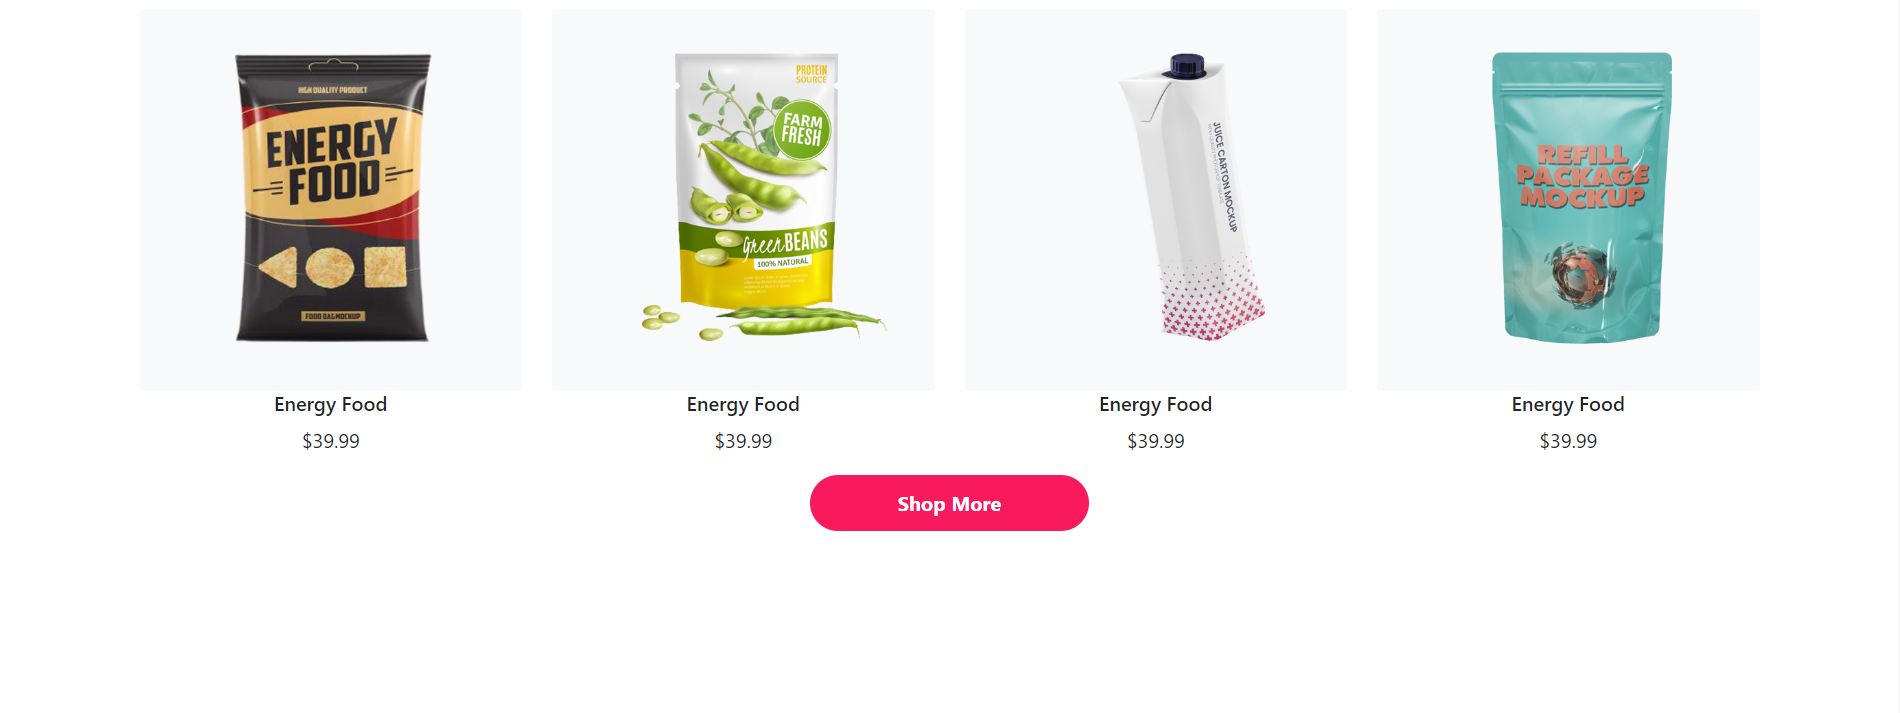 HIGH QUALITY PRODUCT
ENERGY
FOOD
FOOD BAG MOCKUP
PROTEIN
SOURCE
FARM
FRESH
Green BEANS
100% NATURAL
JUICE CARTON MOCKUP
REFILL
PACKAGE
MOCKUP
Energy Food
Energy Food
Energy Food
Energy Food
$39.99
$39.99
$39.99
$39.99
Shop More